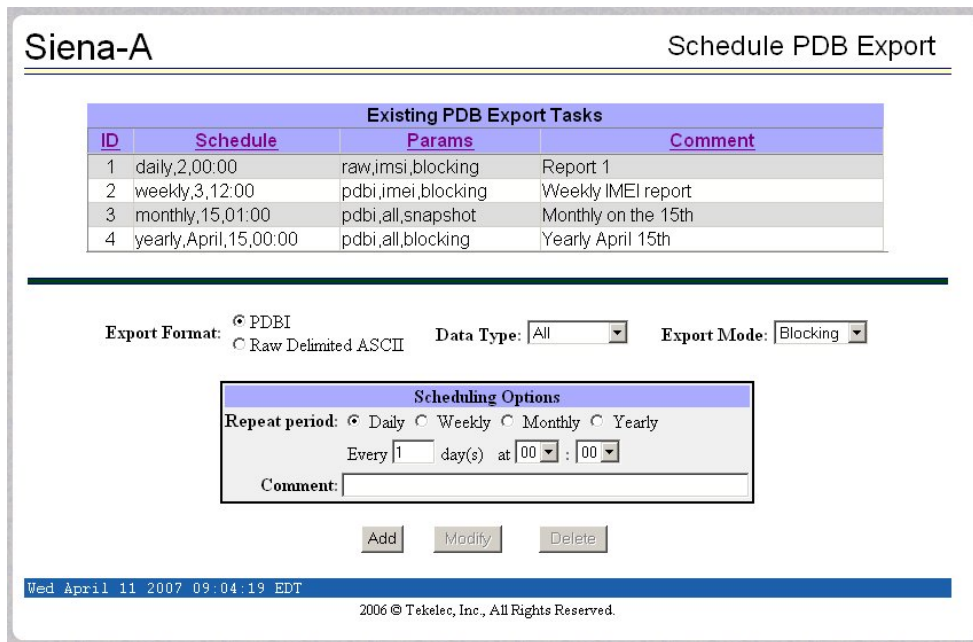 Siena-A Schedule PDB Export
Existing PDB Export Tasks
ID Schedule Params Comment
1 daily,2,00:00 raw,imsi,blocking Report 1
2 weekly,3,12:00 pdbi,imei,blocking Weekly IMEI report
3 monthly,15,01:00 pdbi,all,snapshot Monthly on the 15th
4 yearly,April,15,00:00 pdbi,all,blocking Yearly April 15th
Export Format: PDBI
Raw Delimited ASCII
Data Type: All
Export Mode: Blocking
Scheduling Options
Repeat period: Daily Weekly Monthly Yearly
Every 1 day(s) at 00 : 00
Comment:
Add Modify Delete
Wed April 11 2007 09:04:19 EDT
2006 © Tekelec, Inc., All Rights Reserved.